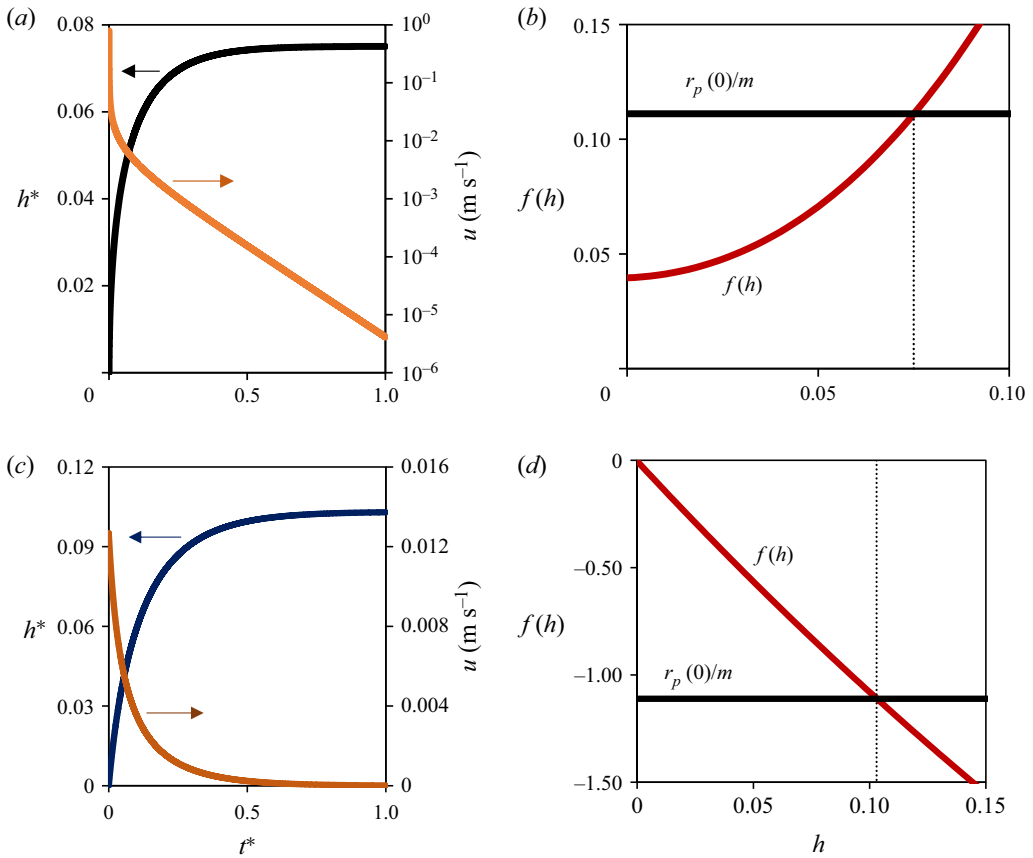 (a)
0.08
0.06
0.04
0.02
0
h*
10⁰
10⁻¹
10⁻²
10⁻³
10⁻⁴
10⁻⁵
10⁻⁶
u (m s⁻¹)
0.5
1.0
(b)
0.15
0.10
0.05
0
f(h)
r_p (0)/m
f(h)
0.05
0.10
(c)
0.12
0.09
0.06
0.03
0
h*
0.016
0.012
0.008
0.004
0
u (m s⁻¹)
0
0.5
1.0
t*
(d)
0
−0.50
−1.00
−1.50
f(h)
f(h)
r_p (0)/m
0
0.05
0.10
0.15
h